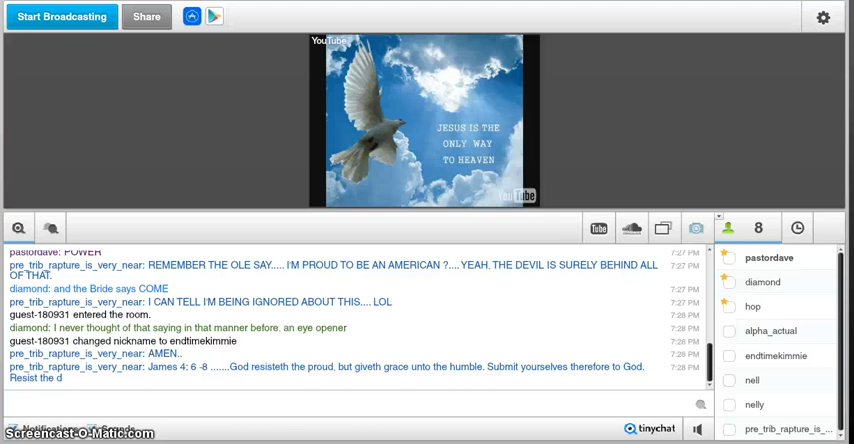 Start Broadcasting
Share
YouTube
JESUS IS THE
ONLY WAY
TO HEAVEN
YouTube
You Tube
8
pastordave: POWER 7:27 PM
pre_trib_rapture_is_very_near: REMEMBER THE OLE SAY..... I'M PROUD TO BE AN AMERICAN ?.... YEAH, THE DEVIL IS SURELY BEHIND ALL 7:27 PM
OF THAT.
diamond: and the Bride says COME 7:27 PM
pre_trib_rapture_is_very_near: I CAN TELL I'M BEING IGNORED ABOUT THIS.... LOL 7:27 PM
guest-180931 entered the room. 7:28 PM
diamond: I never thought of that saying in that manner before, an eye opener 7:28 PM
guest-180931 changed nickname to endtimekimmie 7:28 PM
pre_trib_rapture_is_very_near: AMEN.. 7:28 PM
pre_trib_rapture_is_very_near: James 4: 6 -8 .......God resisteth the proud, but giveth grace unto the humble. Submit yourselves therefore to God. 7:28 PM
Resist the d
pastordave
diamond
hop
alpha_actual
endtimekimmie
nell
nelly
pre_trib_rapture_is_...
Notifications Sounds
tinychat
Screencast-O-Matic.com